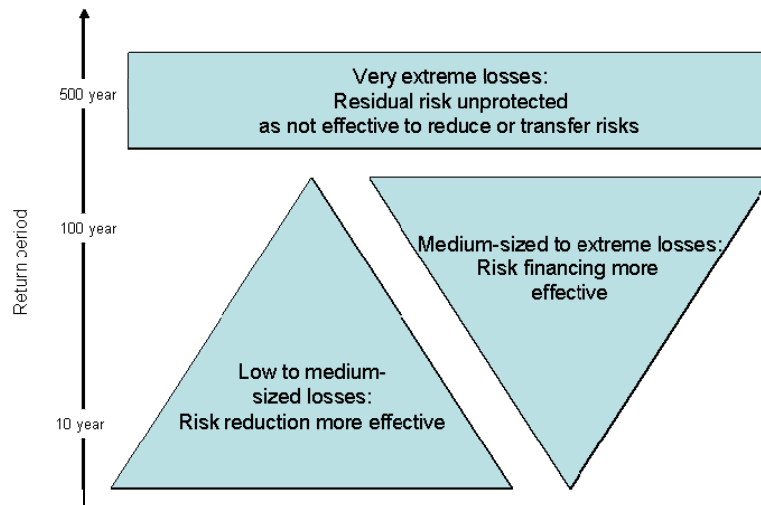 500 year
Very extreme losses:
Residual risk unprotected
as not effective to reduce or transfer risks
Return period
100 year
Medium-sized to extreme losses:
Risk financing more
effective
Low to medium-
sized losses:
Risk reduction more effective
10 year